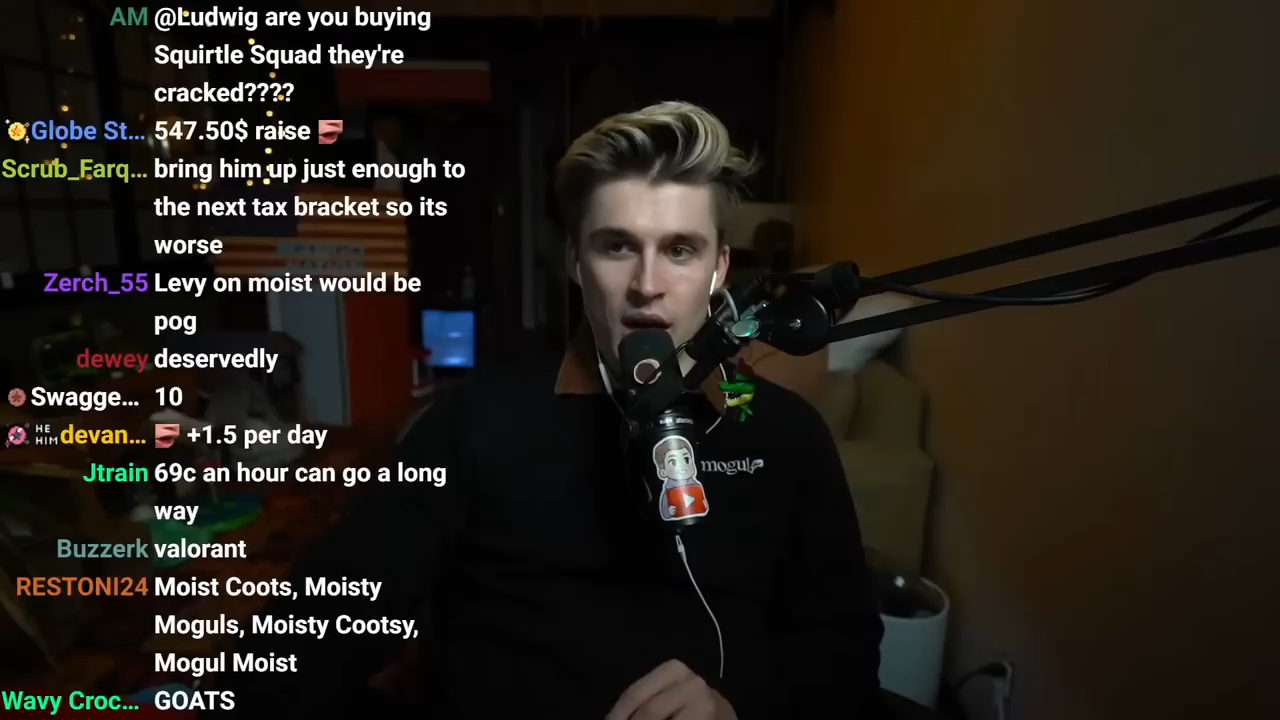 AM @Ludwig are you buying
Squirtle Squad they're
cracked????
Globe St... 547.50$ raise
Scrub_Farq... bring him up just enough to
the next tax bracket so its
worse
Zerch_55 Levy on moist would be
pog
dewey deservedly
Swagge... 10
HE HIM devan... +1.5 per day
Jtrain 69c an hour can go a long
way
Buzzerk valorant
RESTONI24 Moist Coots, Moisty
Moguls, Moisty Cootsy,
Mogul Moist
Wavy Croc... GOATS
mogul